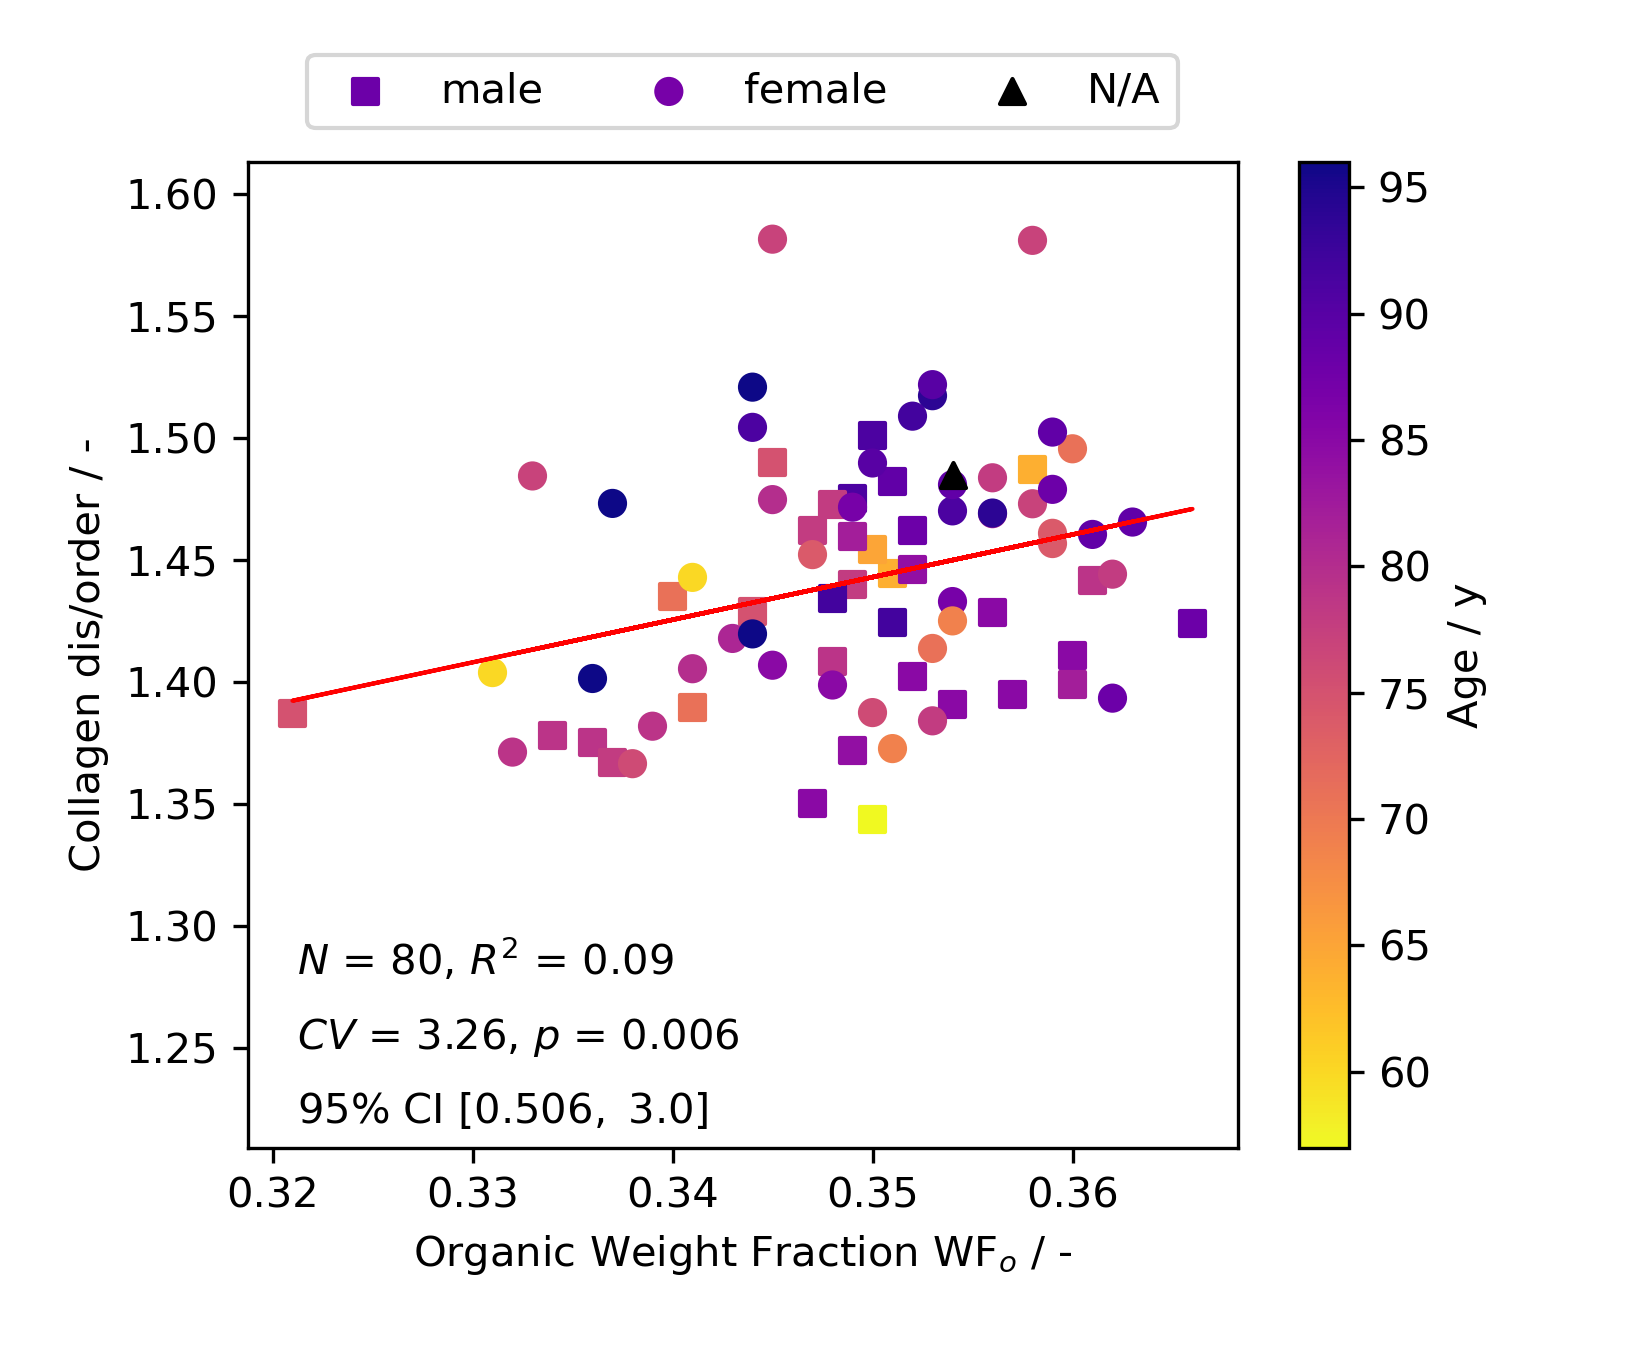 male female N/A
1.60
1.55
1.50
1.45
1.40
1.35
1.30
1.25
Collagen dis/order / -
N = 80, R² = 0.09
CV = 3.26, p = 0.006
95% CI [0.506, 3.0]
0.32 0.33 0.34 0.35 0.36
Organic Weight Fraction WFₒ / -
95
90
85
80
75
70
65
60
Age / y